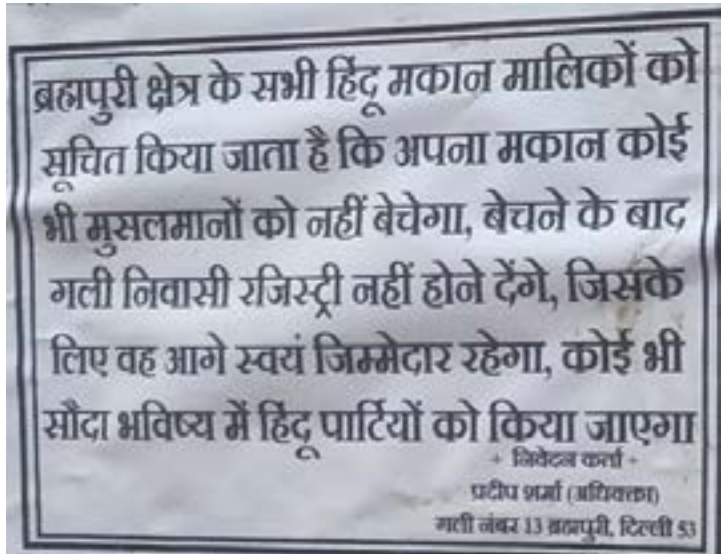 ब्रह्मपुरी क्षेत्र के सभी हिंदू मकान मालिकों को
सूचित किया जाता है कि अपना मकान कोई
भी मुसलमानों को नहीं बेचेगा, बेचने के बाद
गली निवासी रजिस्ट्री नहीं होने देंगे, जिसके
लिए वह आगे स्वयं जिम्मेदार रहेगा, कोई भी
सौदा भविष्य में हिंदू पार्टियों को किया जाएगा
+ निवेदन कर्ता +
प्रदीप शर्मा (अधिवक्ता)
गली नंबर 13 ब्रह्मपुरी, दिल्ली 53